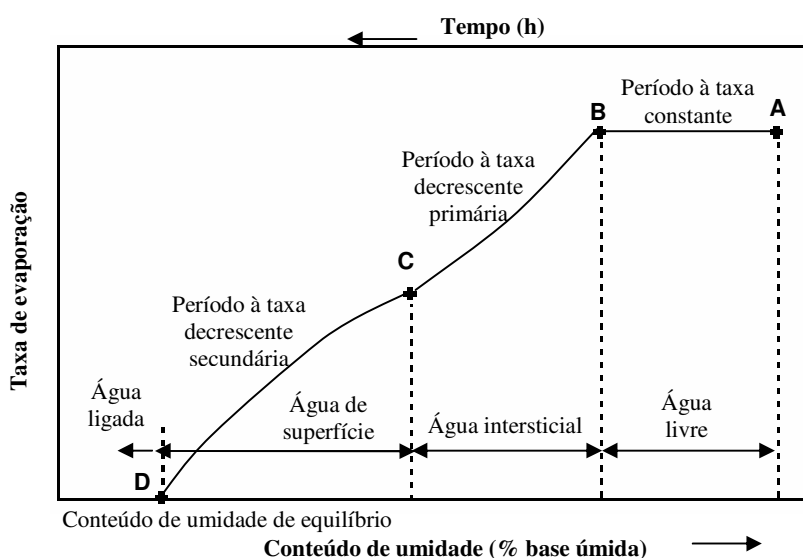 Tempo (h)
Período à taxa
constante
A
B
Período à taxa
decrescente
primária
Taxa de evaporação
C
Período à taxa
decrescente
secundária
Água
ligada
Água de
superfície
Água intersticial
Água
livre
D
Conteúdo de umidade de equilíbrio
Conteúdo de umidade (% base úmida)